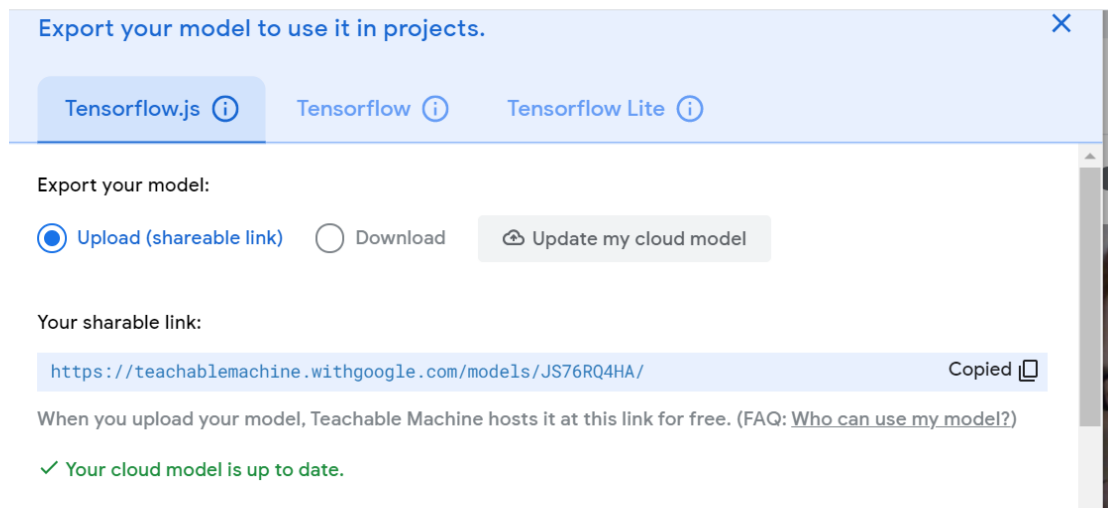 Export your model to use it in projects.
Tensorflow.js Tensorflow Tensorflow Lite
Export your model:
Upload (shareable link) Download Update my cloud model
Your sharable link:
https://teachablemachine.withgoogle.com/models/JS76RQ4HA/ Copied
When you upload your model, Teachable Machine hosts it at this link for free. (FAQ: Who can use my model?)
Your cloud model is up to date.